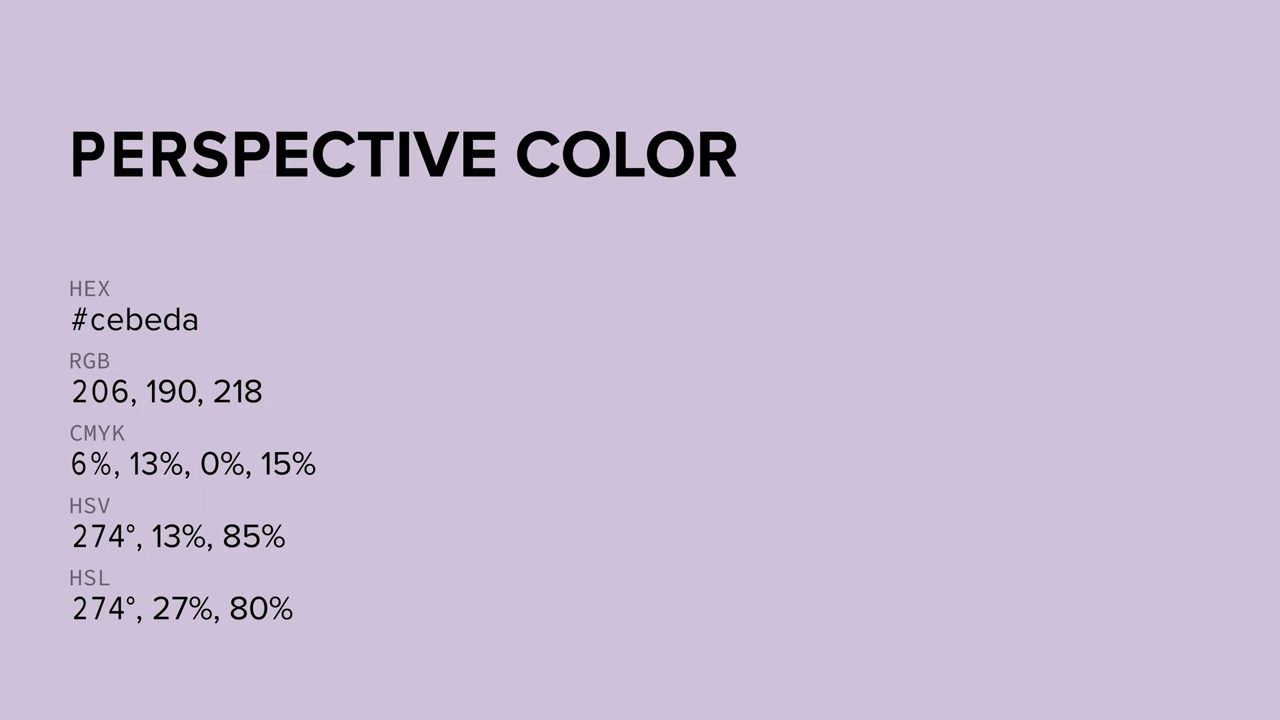 PERSPECTIVE COLOR
HEX
#cebeda
RGB
206, 190, 218
CMYK
6%, 13%, 0%, 15%
HSV
274°, 13%, 85%
HSL
274°, 27%, 80%